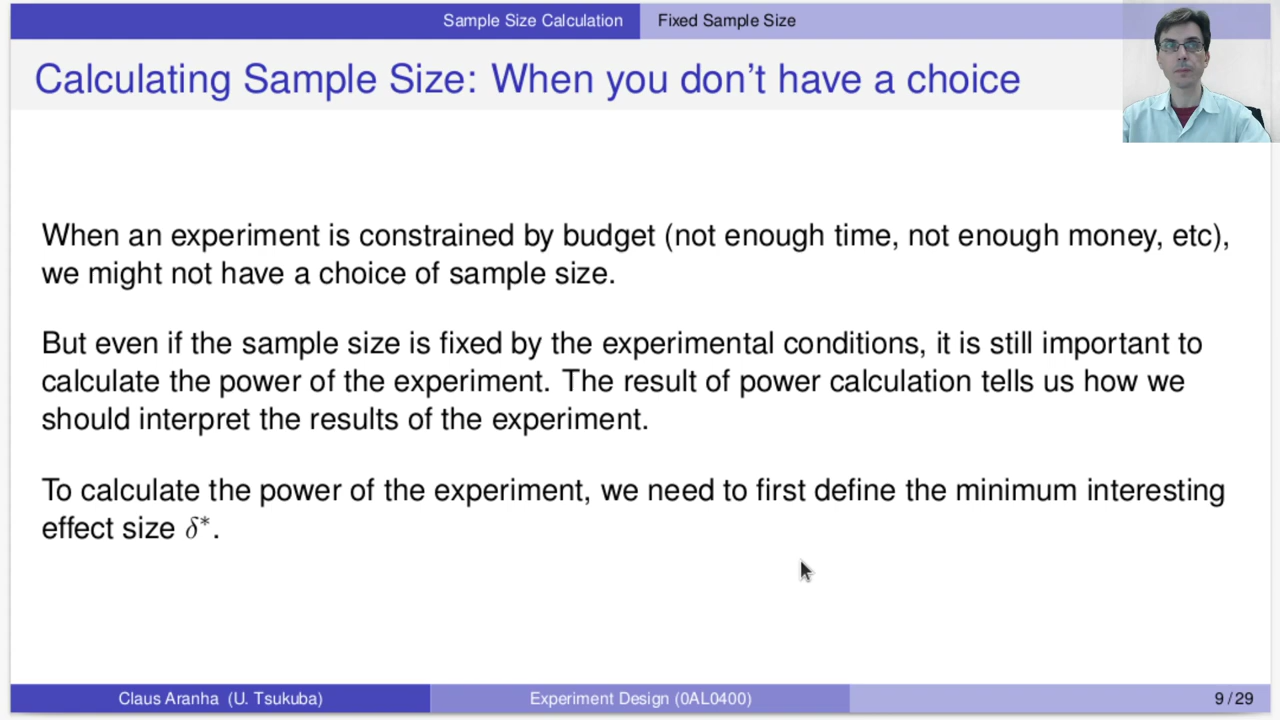 Sample Size Calculation Fixed Sample Size
Calculating Sample Size: When you don't have a choice
When an experiment is constrained by budget (not enough time, not enough money, etc),
we might not have a choice of sample size.
But even if the sample size is fixed by the experimental conditions, it is still important to
calculate the power of the experiment. The result of power calculation tells us how we
should interpret the results of the experiment.
To calculate the power of the experiment, we need to first define the minimum interesting
effect size δ*.
Claus Aranha (U. Tsukuba) Experiment Design (0AL0400) 9 / 29